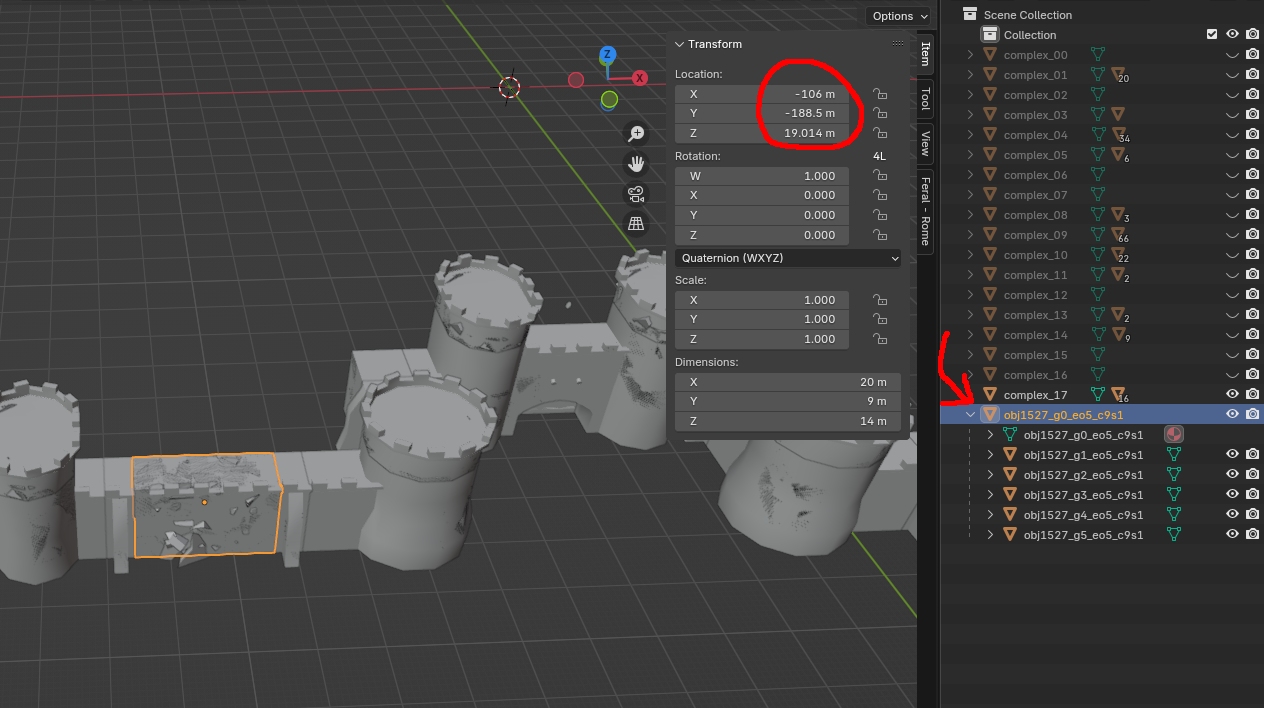 Options
Transform
Location:
X -106 m
Y -188.5 m
Z 19.014 m
Rotation: 4L
W 1.000
X 0.000
Y 0.000
Z 0.000
Quaternion (WXYZ)
Scale:
X 1.000
Y 1.000
Z 1.000
Dimensions:
X 20 m
Y 9 m
Z 14 m
Z
X
Item
Tool
View
Feral - Rome
Scene Collection
Collection
complex_00
complex_01 20
complex_02
complex_03
complex_04 34
complex_05 6
complex_06
complex_07
complex_08 3
complex_09 66
complex_10 22
complex_11 2
complex_12
complex_13 2
complex_14 9
complex_15
complex_16
complex_17 16
obj1527_g0_eo5_c9s1
obj1527_g0_eo5_c9s1
obj1527_g1_eo5_c9s1
obj1527_g2_eo5_c9s1
obj1527_g3_eo5_c9s1
obj1527_g4_eo5_c9s1
obj1527_g5_eo5_c9s1